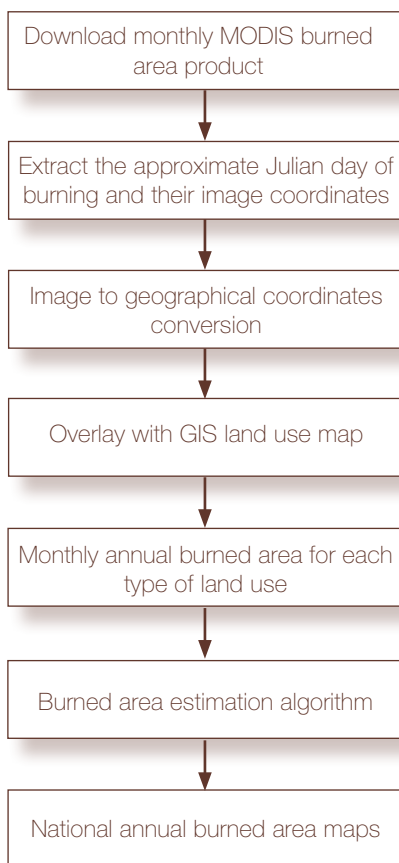 Download monthly MODIS burned
area product
Extract the approximate Julian day of
burning and their image coordinates
Image to geographical coordinates
conversion
Overlay with GIS land use map
Monthly annual burned area for each
type of land use
Burned area estimation algorithm
National annual burned area maps